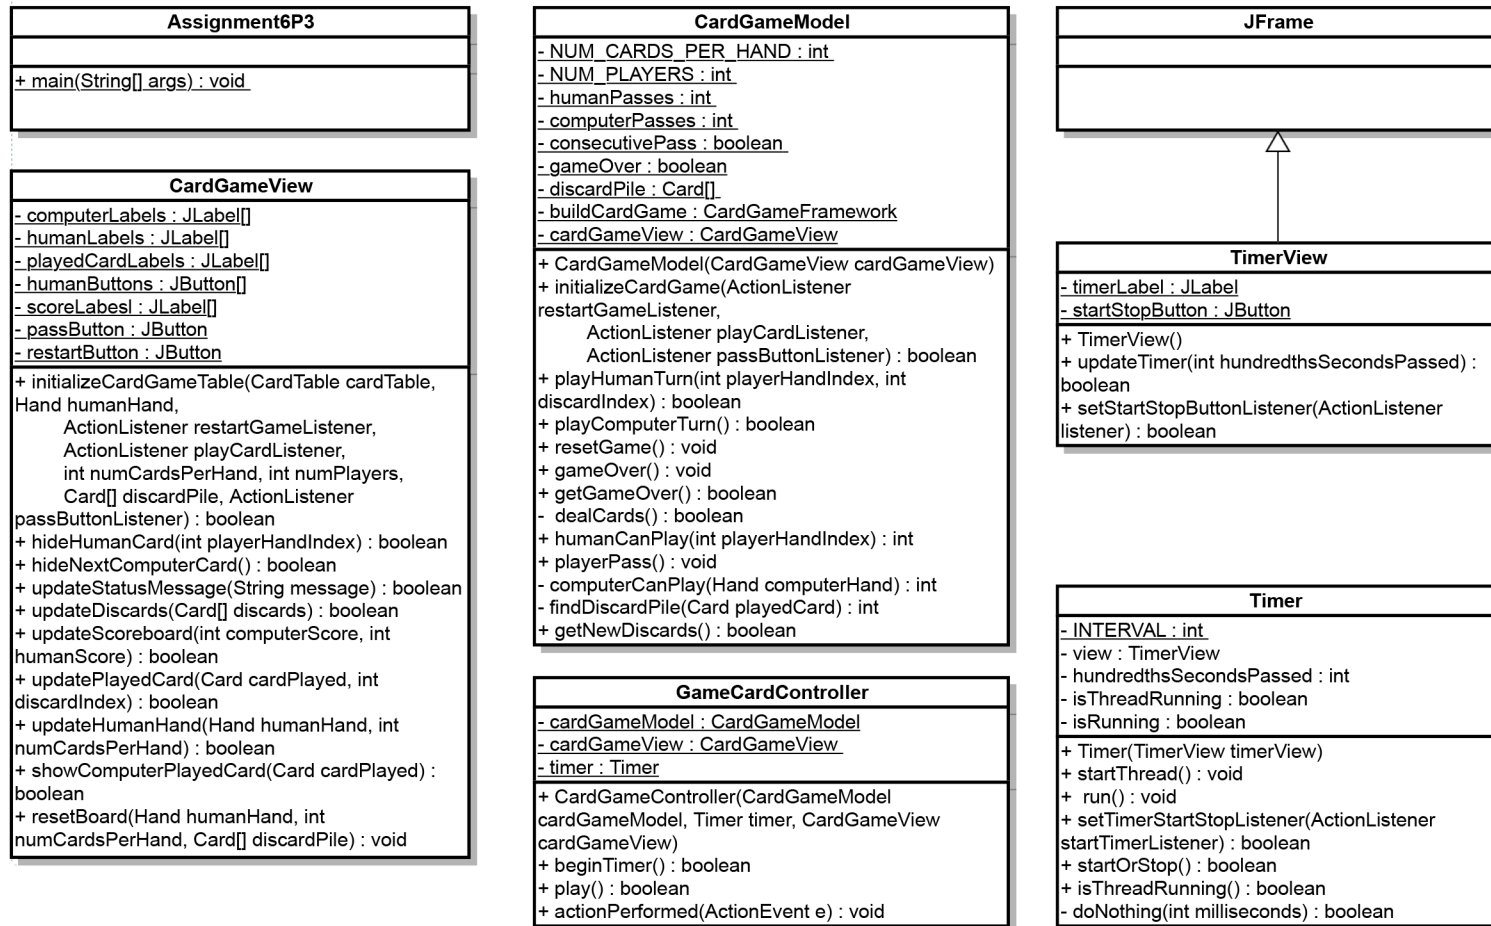 Assignment6P3
+ main(String[] args) : void
CardGameView
- computerLabels : JLabel[]
- humanLabels : JLabel[]
- playedCardLabels : JLabel[]
- humanButtons : JButton[]
- scoreLabesl : JLabel[]
- passButton : JButton
- restartButton : JButton
+ initializeCardGameTable(CardTable cardTable,
Hand humanHand,
ActionListener restartGameListener,
ActionListener playCardListener,
int numCardsPerHand, int numPlayers,
Card[] discardPile, ActionListener
passButtonListener) : boolean
+ hideHumanCard(int playerHandIndex) : boolean
+ hideNextComputerCard() : boolean
+ updateStatusMessage(String message) : boolean
+ updateDiscards(Card[] discards) : boolean
+ updateScoreboard(int computerScore, int
humanScore) : boolean
+ updatePlayedCard(Card cardPlayed, int
discardIndex) : boolean
+ updateHumanHand(Hand humanHand, int
numCardsPerHand) : boolean
+ showComputerPlayedCard(Card cardPlayed) :
boolean
+ resetBoard(Hand humanHand, int
numCardsPerHand, Card[] discardPile) : void
CardGameModel
- NUM_CARDS_PER_HAND : int
- NUM_PLAYERS : int
- humanPasses : int
- computerPasses : int
- consecutivePass : boolean
- gameOver : boolean
- discardPile : Card[]
- buildCardGame : CardGameFramework
- cardGameView : CardGameView
+ CardGameModel(CardGameView cardGameView)
+ initializeCardGame(ActionListener
restartGameListener,
ActionListener playCardListener,
ActionListener passButtonListener) : boolean
+ playHumanTurn(int playerHandIndex, int
discardIndex) : boolean
+ playComputerTurn() : boolean
+ resetGame() : void
+ gameOver() : void
+ getGameOver() : boolean
- dealCards() : boolean
+ humanCanPlay(int playerHandIndex) : int
+ playerPass() : void
- computerCanPlay(Hand computerHand) : int
- findDiscardPile(Card playedCard) : int
+ getNewDiscards() : boolean
GameCardController
- cardGameModel : CardGameModel
- cardGameView : CardGameView
- timer : Timer
+ CardGameController(CardGameModel
cardGameModel, Timer timer, CardGameView
cardGameView)
+ beginTimer() : boolean
+ play() : boolean
+ actionPerformed(ActionEvent e) : void
JFrame
TimerView
- timerLabel : JLabel
- startStopButton : JButton
+ TimerView()
+ updateTimer(int hundredthsSecondsPassed) :
boolean
+ setStartStopButtonListener(ActionListener
listener) : boolean
Timer
- INTERVAL : int
- view : TimerView
- hundredthsSecondsPassed : int
- isThreadRunning : boolean
- isRunning : boolean
+ Timer(TimerView timerView)
+ startThread() : void
+ run() : void
+ setTimerStartStopListener(ActionListener
startTimerListener) : boolean
+ startOrStop() : boolean
+ isThreadRunning() : boolean
- doNothing(int milliseconds) : boolean